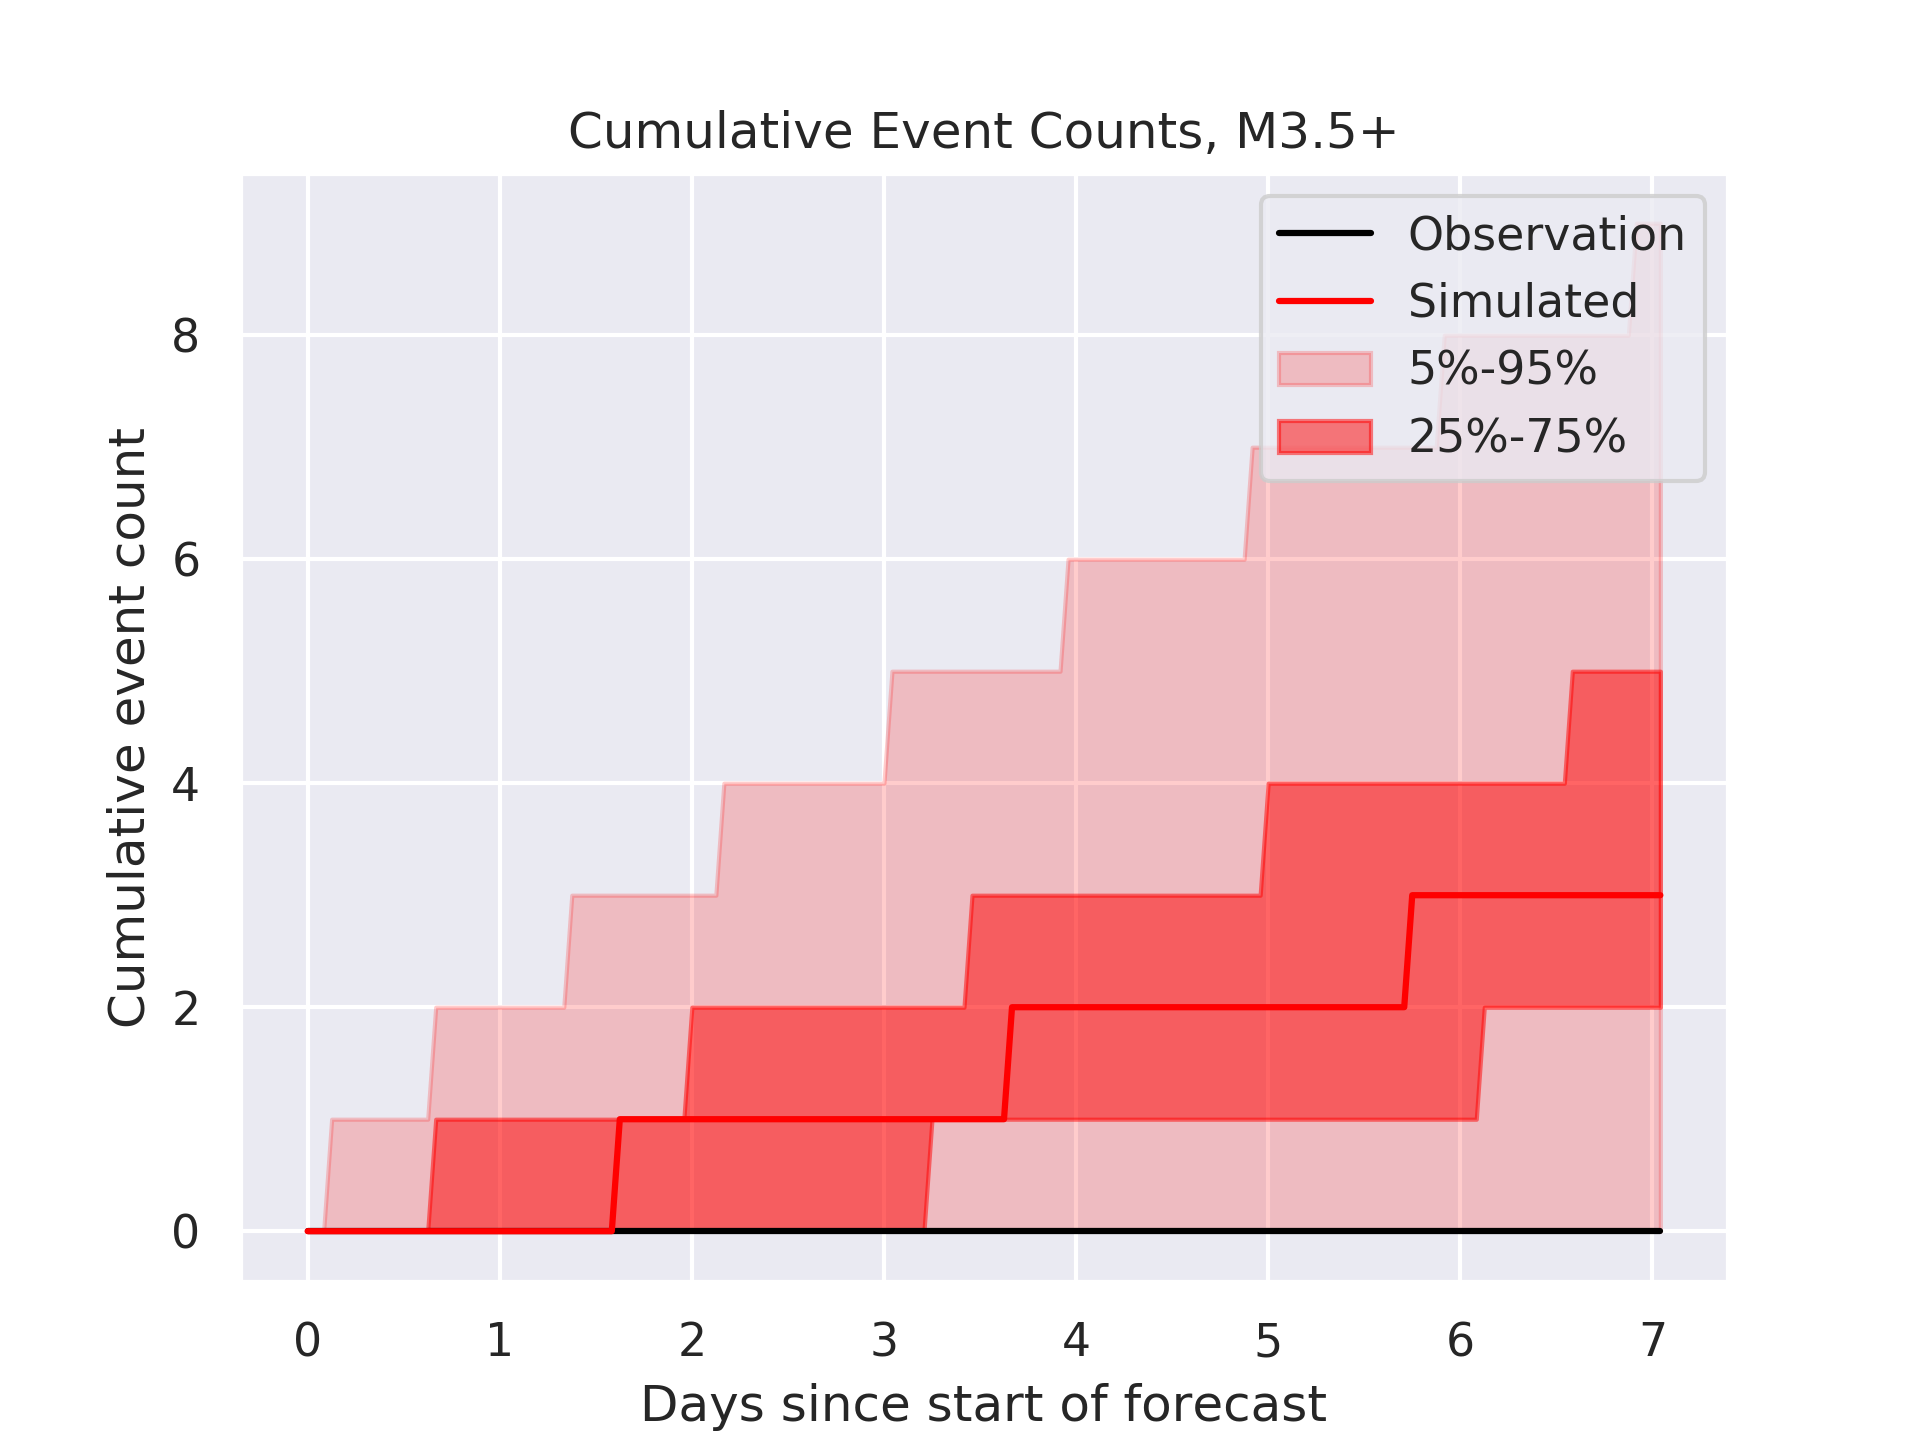 Cumulative Event Counts, M3.5+
Observation
Simulated
5%-95%
25%-75%
Cumulative event count
8
6
4
2
0
0 1 2 3 4 5 6 7
Days since start of forecast